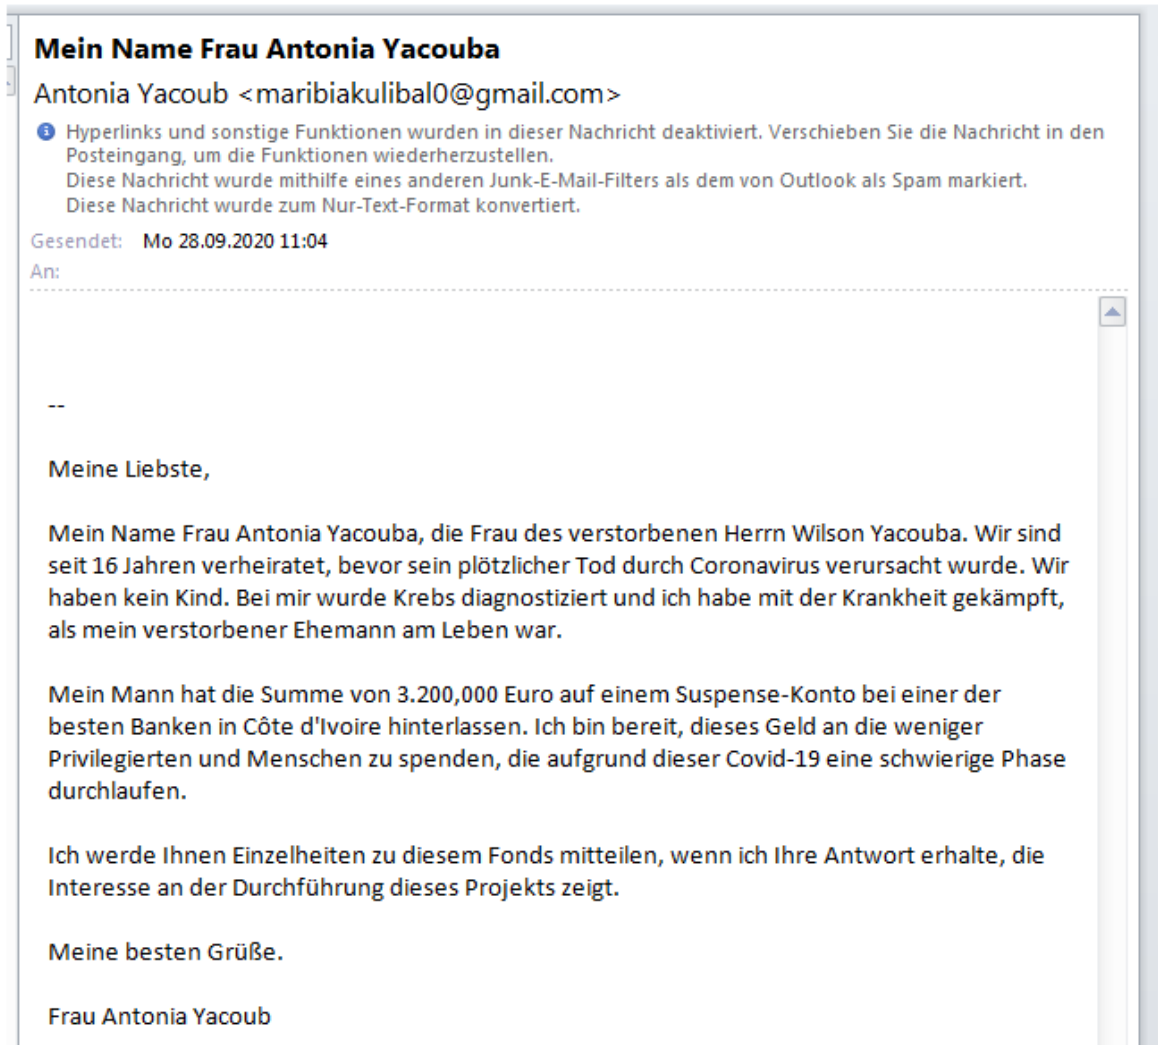 Mein Name Frau Antonia Yacouba
Antonia Yacoub <maribiakulibal0@gmail.com>
Hyperlinks und sonstige Funktionen wurden in dieser Nachricht deaktiviert. Verschieben Sie die Nachricht in den
Posteingang, um die Funktionen wiederherzustellen.
Diese Nachricht wurde mithilfe eines anderen Junk-E-Mail-Filters als dem von Outlook als Spam markiert.
Diese Nachricht wurde zum Nur-Text-Format konvertiert.
Gesendet: Mo 28.09.2020 11:04
An:
--
Meine Liebste,
Mein Name Frau Antonia Yacouba, die Frau des verstorbenen Herrn Wilson Yacouba. Wir sind
seit 16 Jahren verheiratet, bevor sein plötzlicher Tod durch Coronavirus verursacht wurde. Wir
haben kein Kind. Bei mir wurde Krebs diagnostiziert und ich habe mit der Krankheit gekämpft,
als mein verstorbener Ehemann am Leben war.
Mein Mann hat die Summe von 3.200,000 Euro auf einem Suspense-Konto bei einer der
besten Banken in Côte d'Ivoire hinterlassen. Ich bin bereit, dieses Geld an die weniger
Privilegierten und Menschen zu spenden, die aufgrund dieser Covid-19 eine schwierige Phase
durchlaufen.
Ich werde Ihnen Einzelheiten zu diesem Fonds mitteilen, wenn ich Ihre Antwort erhalte, die
Interesse an der Durchführung dieses Projekts zeigt.
Meine besten Grüße.
Frau Antonia Yacoub